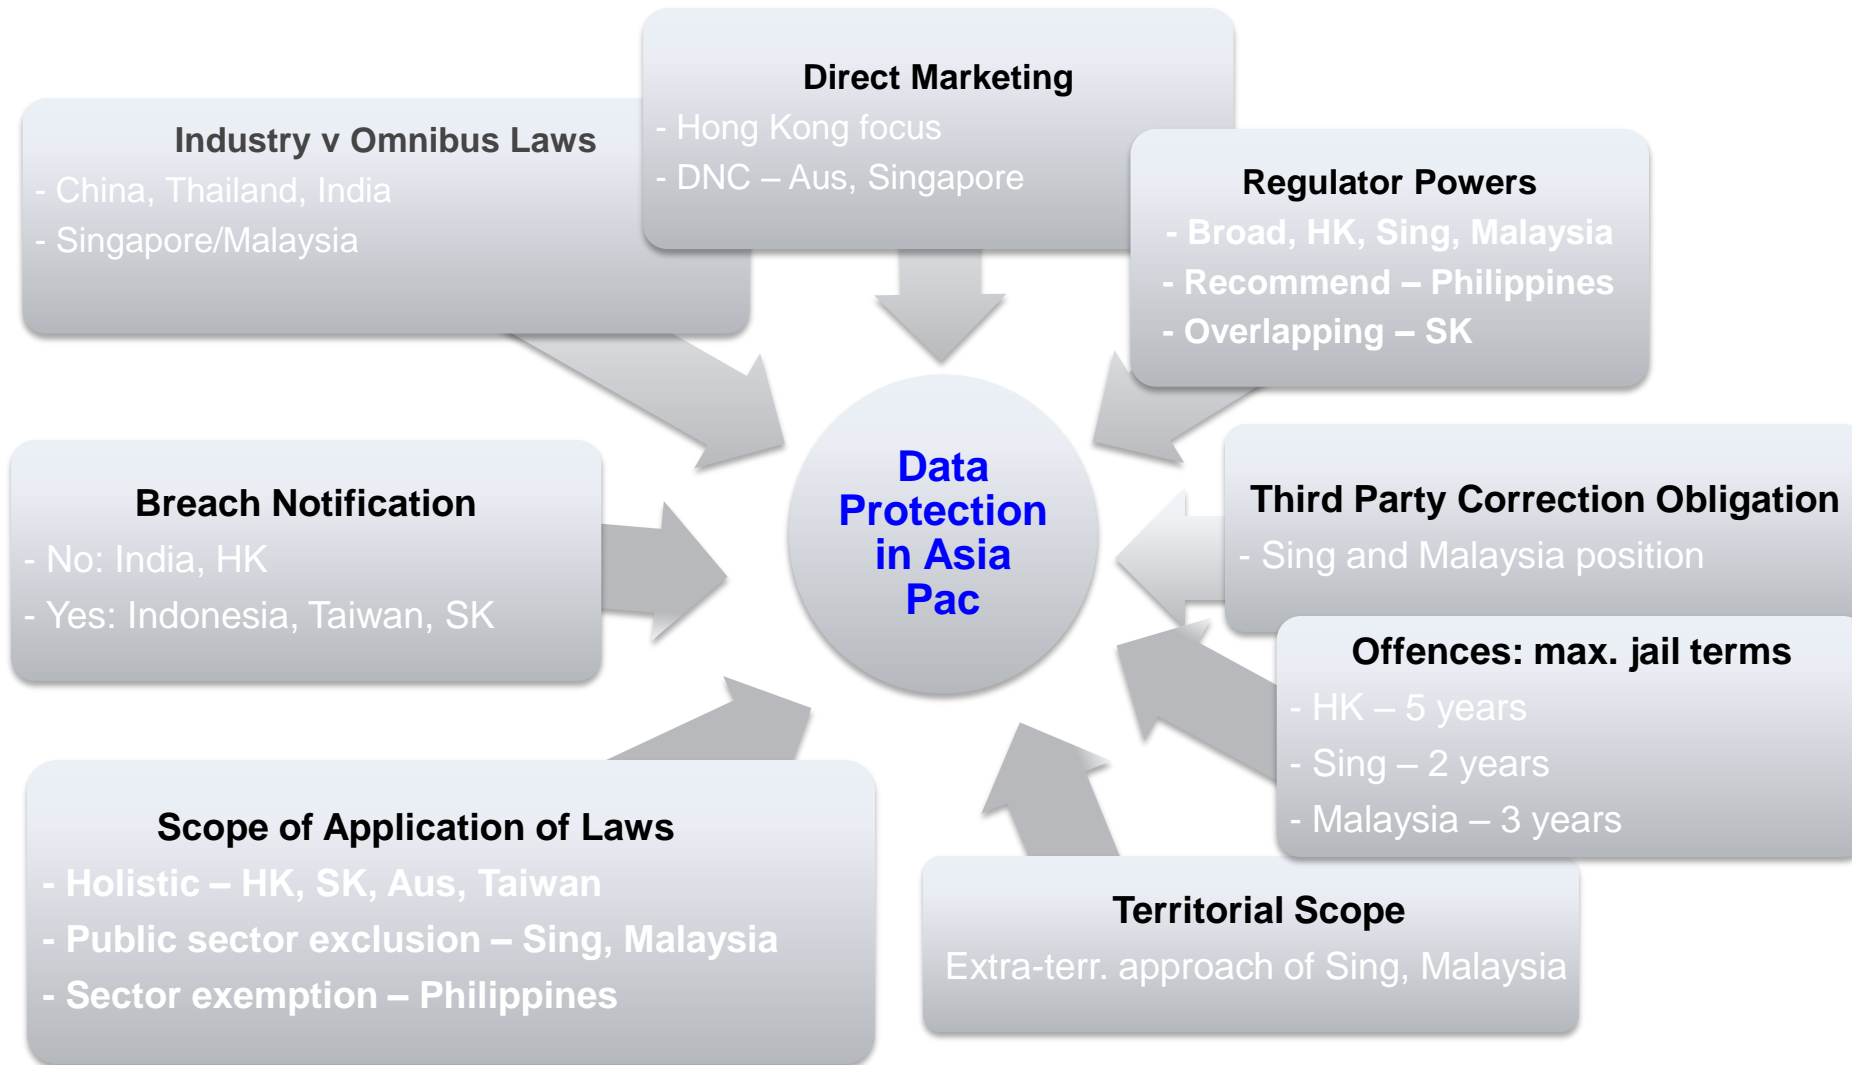 Direct Marketing
- Hong Kong focus
- DNC – Aus, Singapore
Industry v Omnibus Laws
- China, Thailand, India
- Singapore/Malaysia
Regulator Powers
- Broad, HK, Sing, Malaysia
- Recommend – Philippines
- Overlapping – SK
Data
Protection
in Asia
Pac
Breach Notification
- No: India, HK
- Yes: Indonesia, Taiwan, SK
Third Party Correction Obligation
- Sing and Malaysia position
Offences: max. jail terms
- HK – 5 years
- Sing – 2 years
- Malaysia – 3 years
Scope of Application of Laws
- Holistic – HK, SK, Aus, Taiwan
- Public sector exclusion – Sing, Malaysia
- Sector exemption – Philippines
Territorial Scope
Extra-terr. approach of Sing, Malaysia